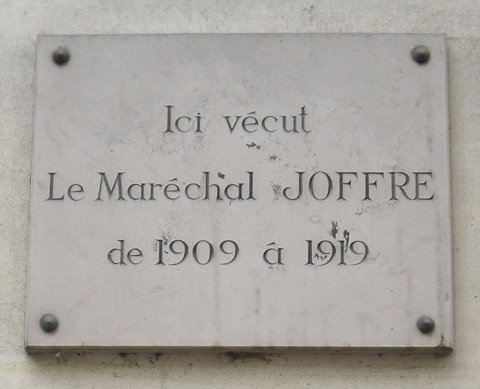 Ici vécut
Le Maréchal JOFFRE
de 1909 á 1919